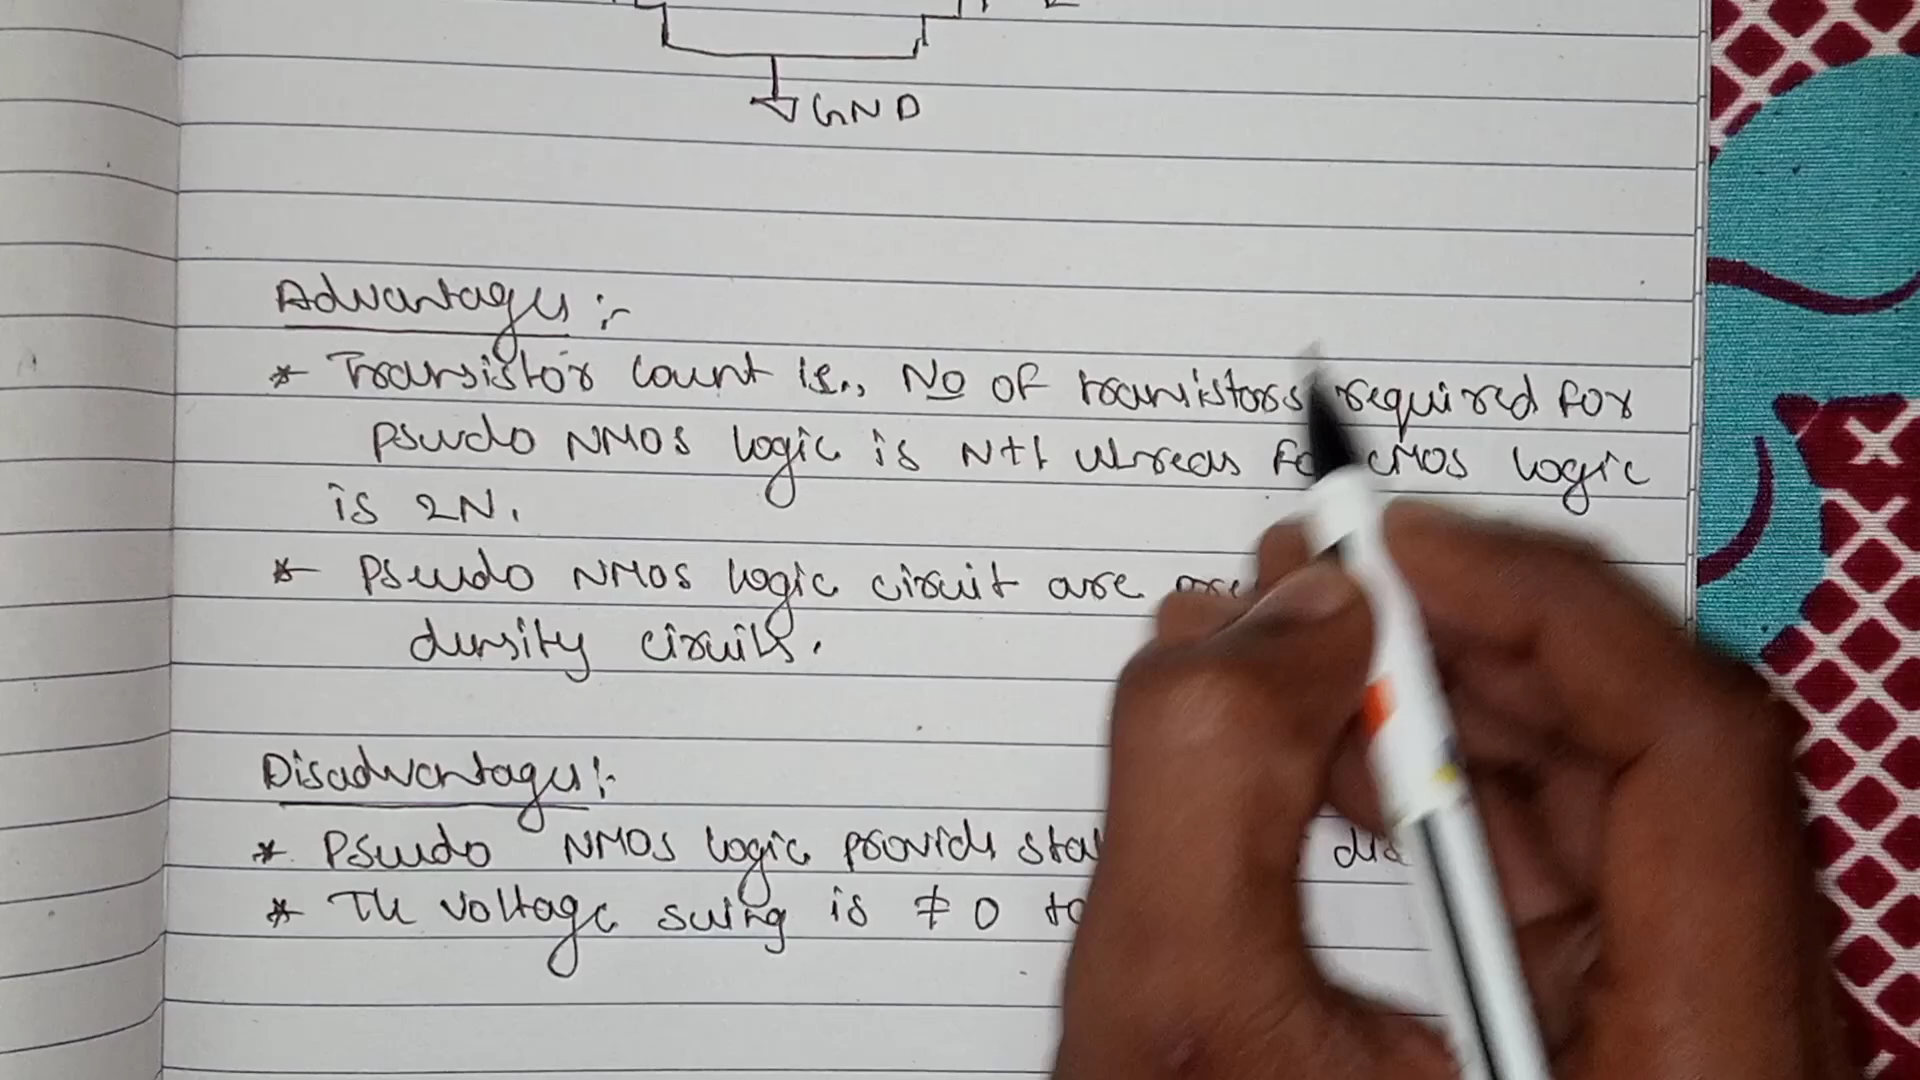 GND
Advantages :-
* Transistor count i.e., No of transistors required for
Psudo NMOS logic is N+1 whereas for CMOS logic
is 2N.
* Pseudo NMOS logic circuit are
density circuits.
Disadvantages :-
* Pseudo NMOS logic provides
* The voltage swing is ≠ 0 to